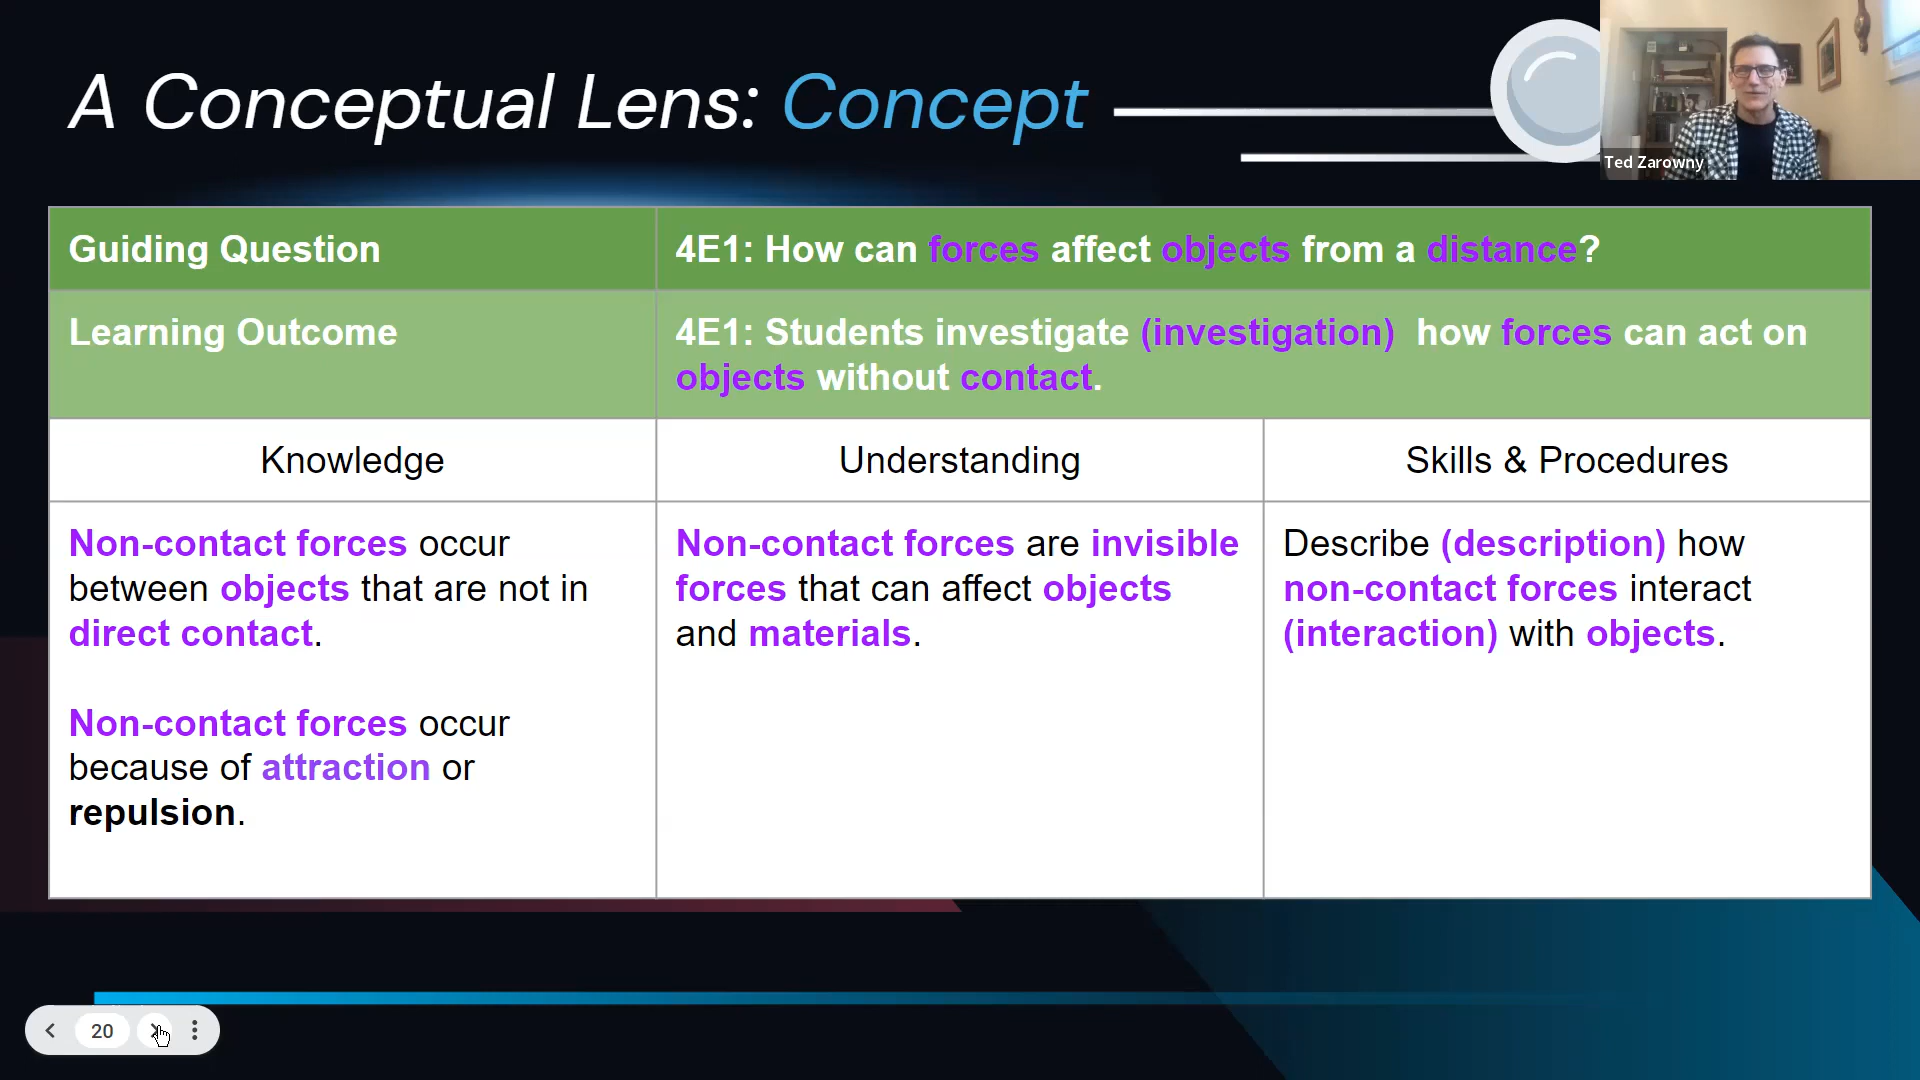 A Conceptual Lens: Concept
Ted Zarowny
Guiding Question
4E1: How can forces affect objects from a distance?
Learning Outcome
4E1: Students investigate (investigation) how forces can act on
objects without contact.
Knowledge
Understanding
Skills & Procedures
Non-contact forces occur
between objects that are not in
direct contact.
Non-contact forces occur
because of attraction or
repulsion.
Non-contact forces are invisible
forces that can affect objects
and materials.
Describe (description) how
non-contact forces interact
(interaction) with objects.
20